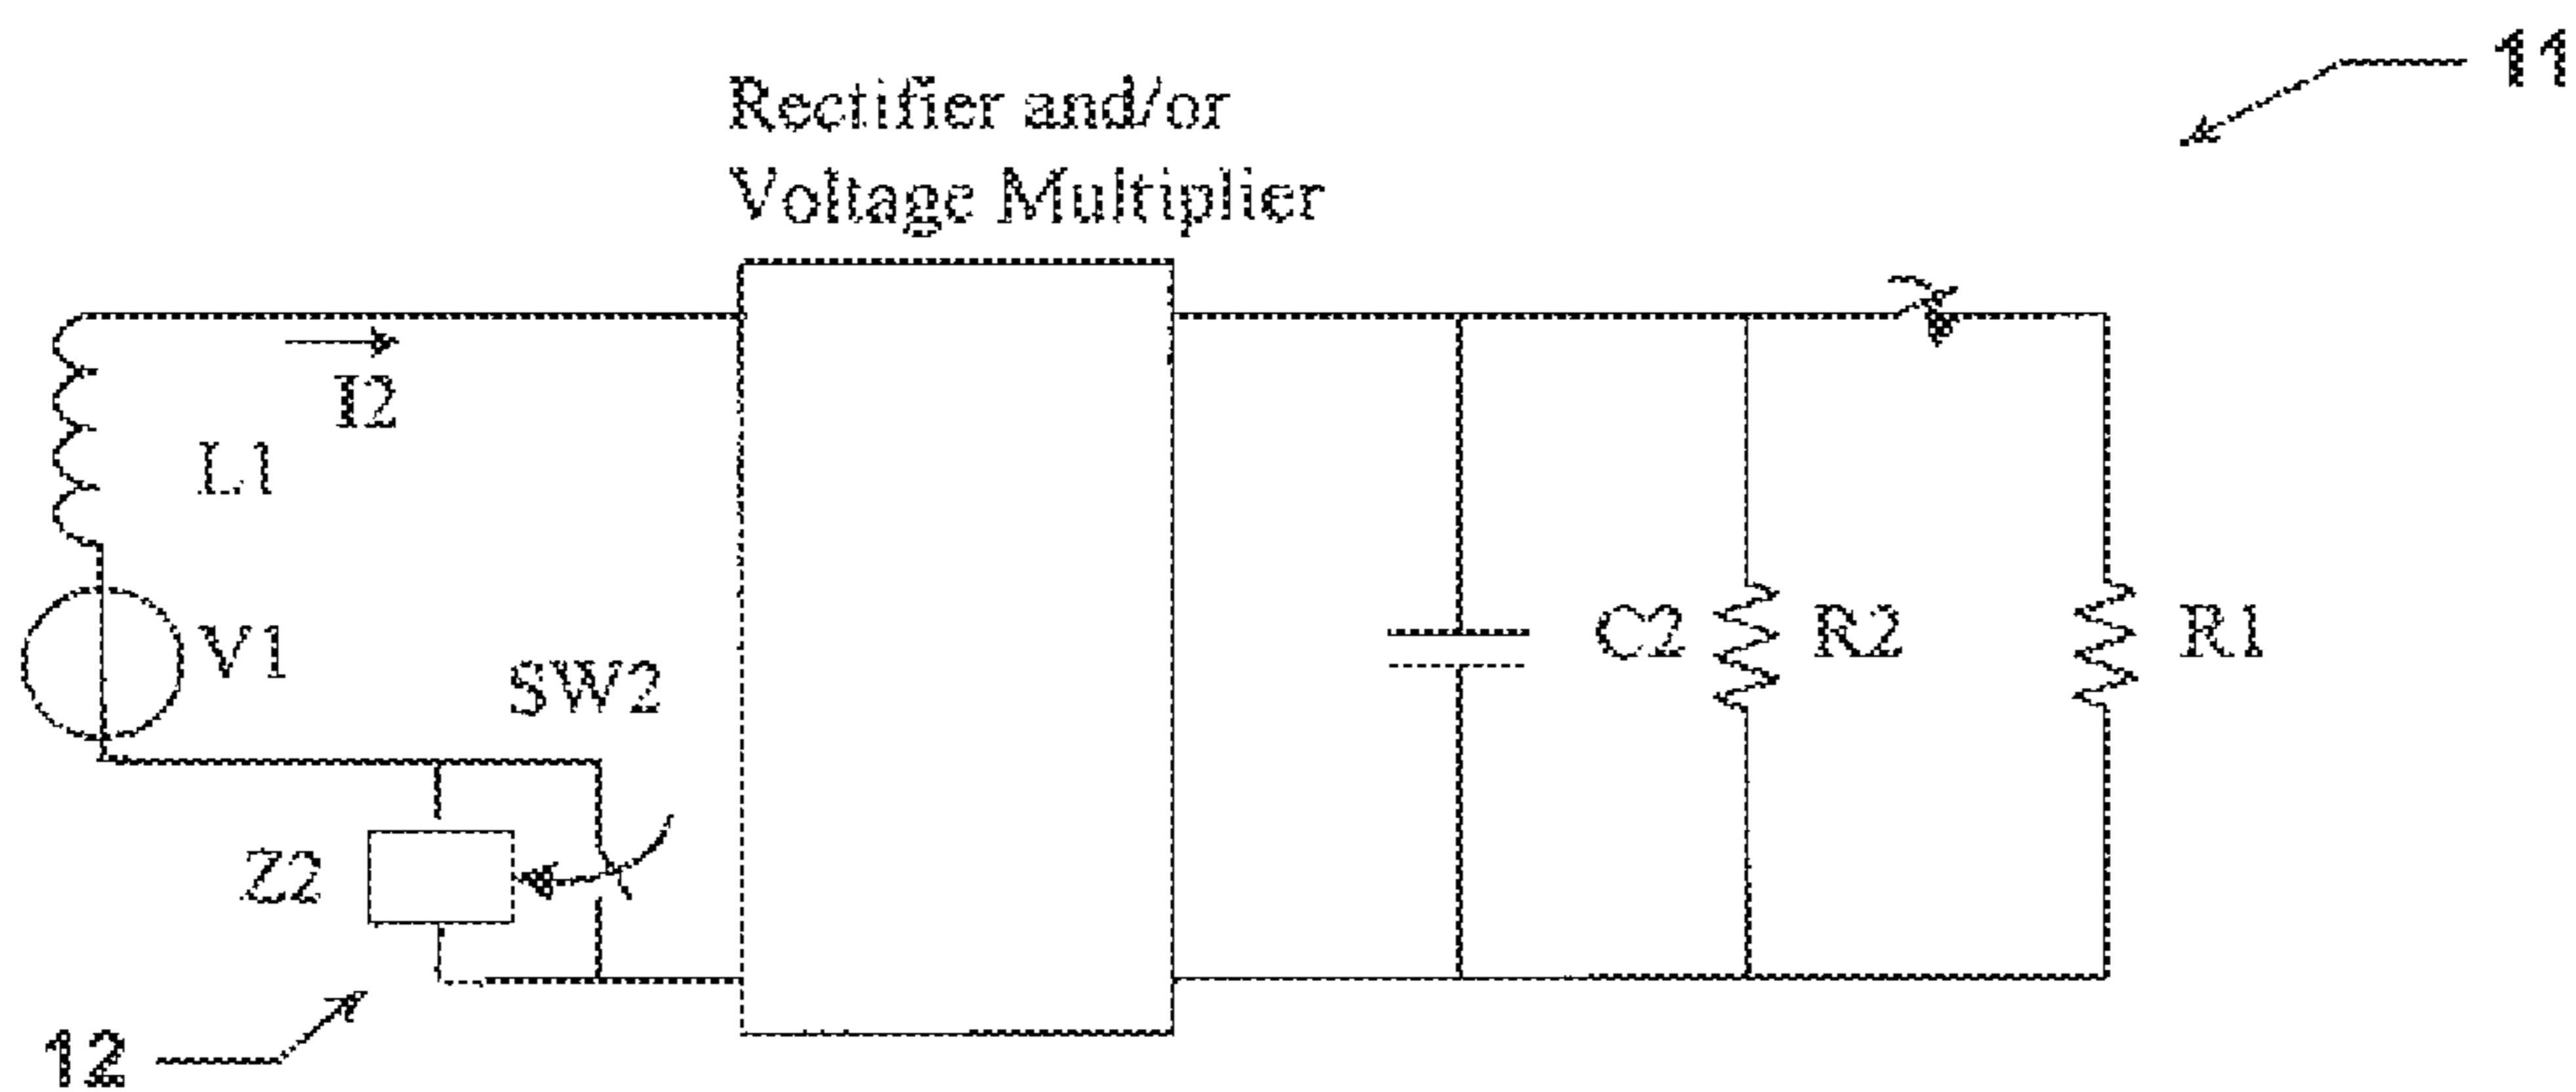 11
Rectifier and/or
Voltage Multiplier
I2
L1
V1
SW2
C2
R2
R1
Z2
12